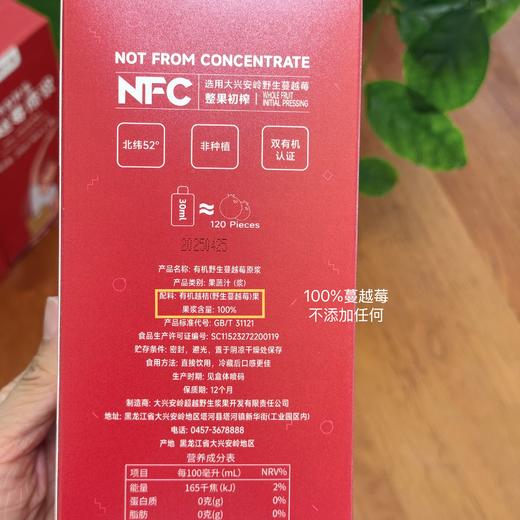 NOT FROM CONCENTRATE
NFC
选用大兴安岭野生蔓越莓
整果初榨
WHOLE FRUIT
INITIAL PRESSING
北纬52°
非种植
双有机
认证
30ml
≈
120 Pieces
20250425
产品名称：有机野生蔓越莓原浆
产品类别：果蔬汁（浆）
配料：有机越桔(野生蔓越莓)果
果浆含量：100%
100%蔓越莓
不添加任何
产品标准代号：GB/T 31121
食品生产许可证编号：SC11523272200119
贮存条件：密封，避光，置于阴凉干燥处保存
食用方法：直接饮用，冷藏后口感更佳
生产时期：见盒体喷码
保质期：12个月
制造商：大兴安岭超越野生浆果开发有限责任公司
地址：黑龙江省大兴安岭地区塔河县塔河镇新华街(工业园区内)
电话：0457-3678888
产地 黑龙江省大兴安岭地区
营养成分表
项目 每100毫升(mL) NRV%
能量 165千焦(kJ) 2%
蛋白质 0克(g) 0%
脂肪 0克(g) 0%